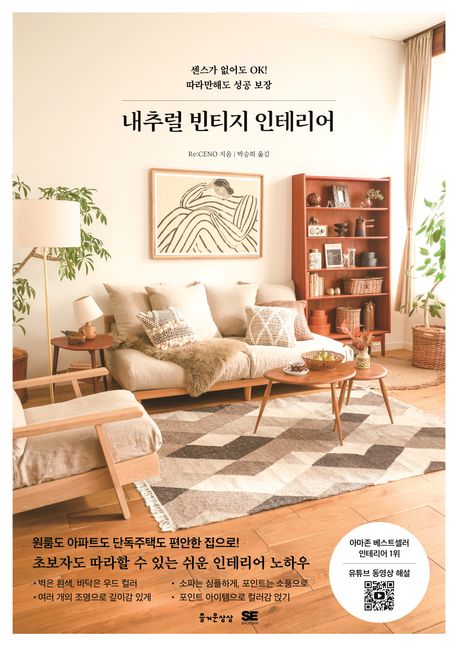 센스가 없어도 OK!
따라만해도 성공 보장
내추럴 빈티지 인테리어
Re:CENO 지음 | 박승희 옮김
원룸도 아파트도 단독주택도 편안한 집으로!
초보자도 따라할 수 있는 쉬운 인테리어 노하우
• 벽은 흰색, 바닥은 우드 컬러
• 소파는 심플하게, 포인트는 소품으로
• 여러 개의 조명으로 깊이감 있게
• 포인트 아이템으로 컬러감 얹기
아마존 베스트셀러
인테리어 1위
유튜브 동영상 해설
즐거운상상
SE
SHOEISHA